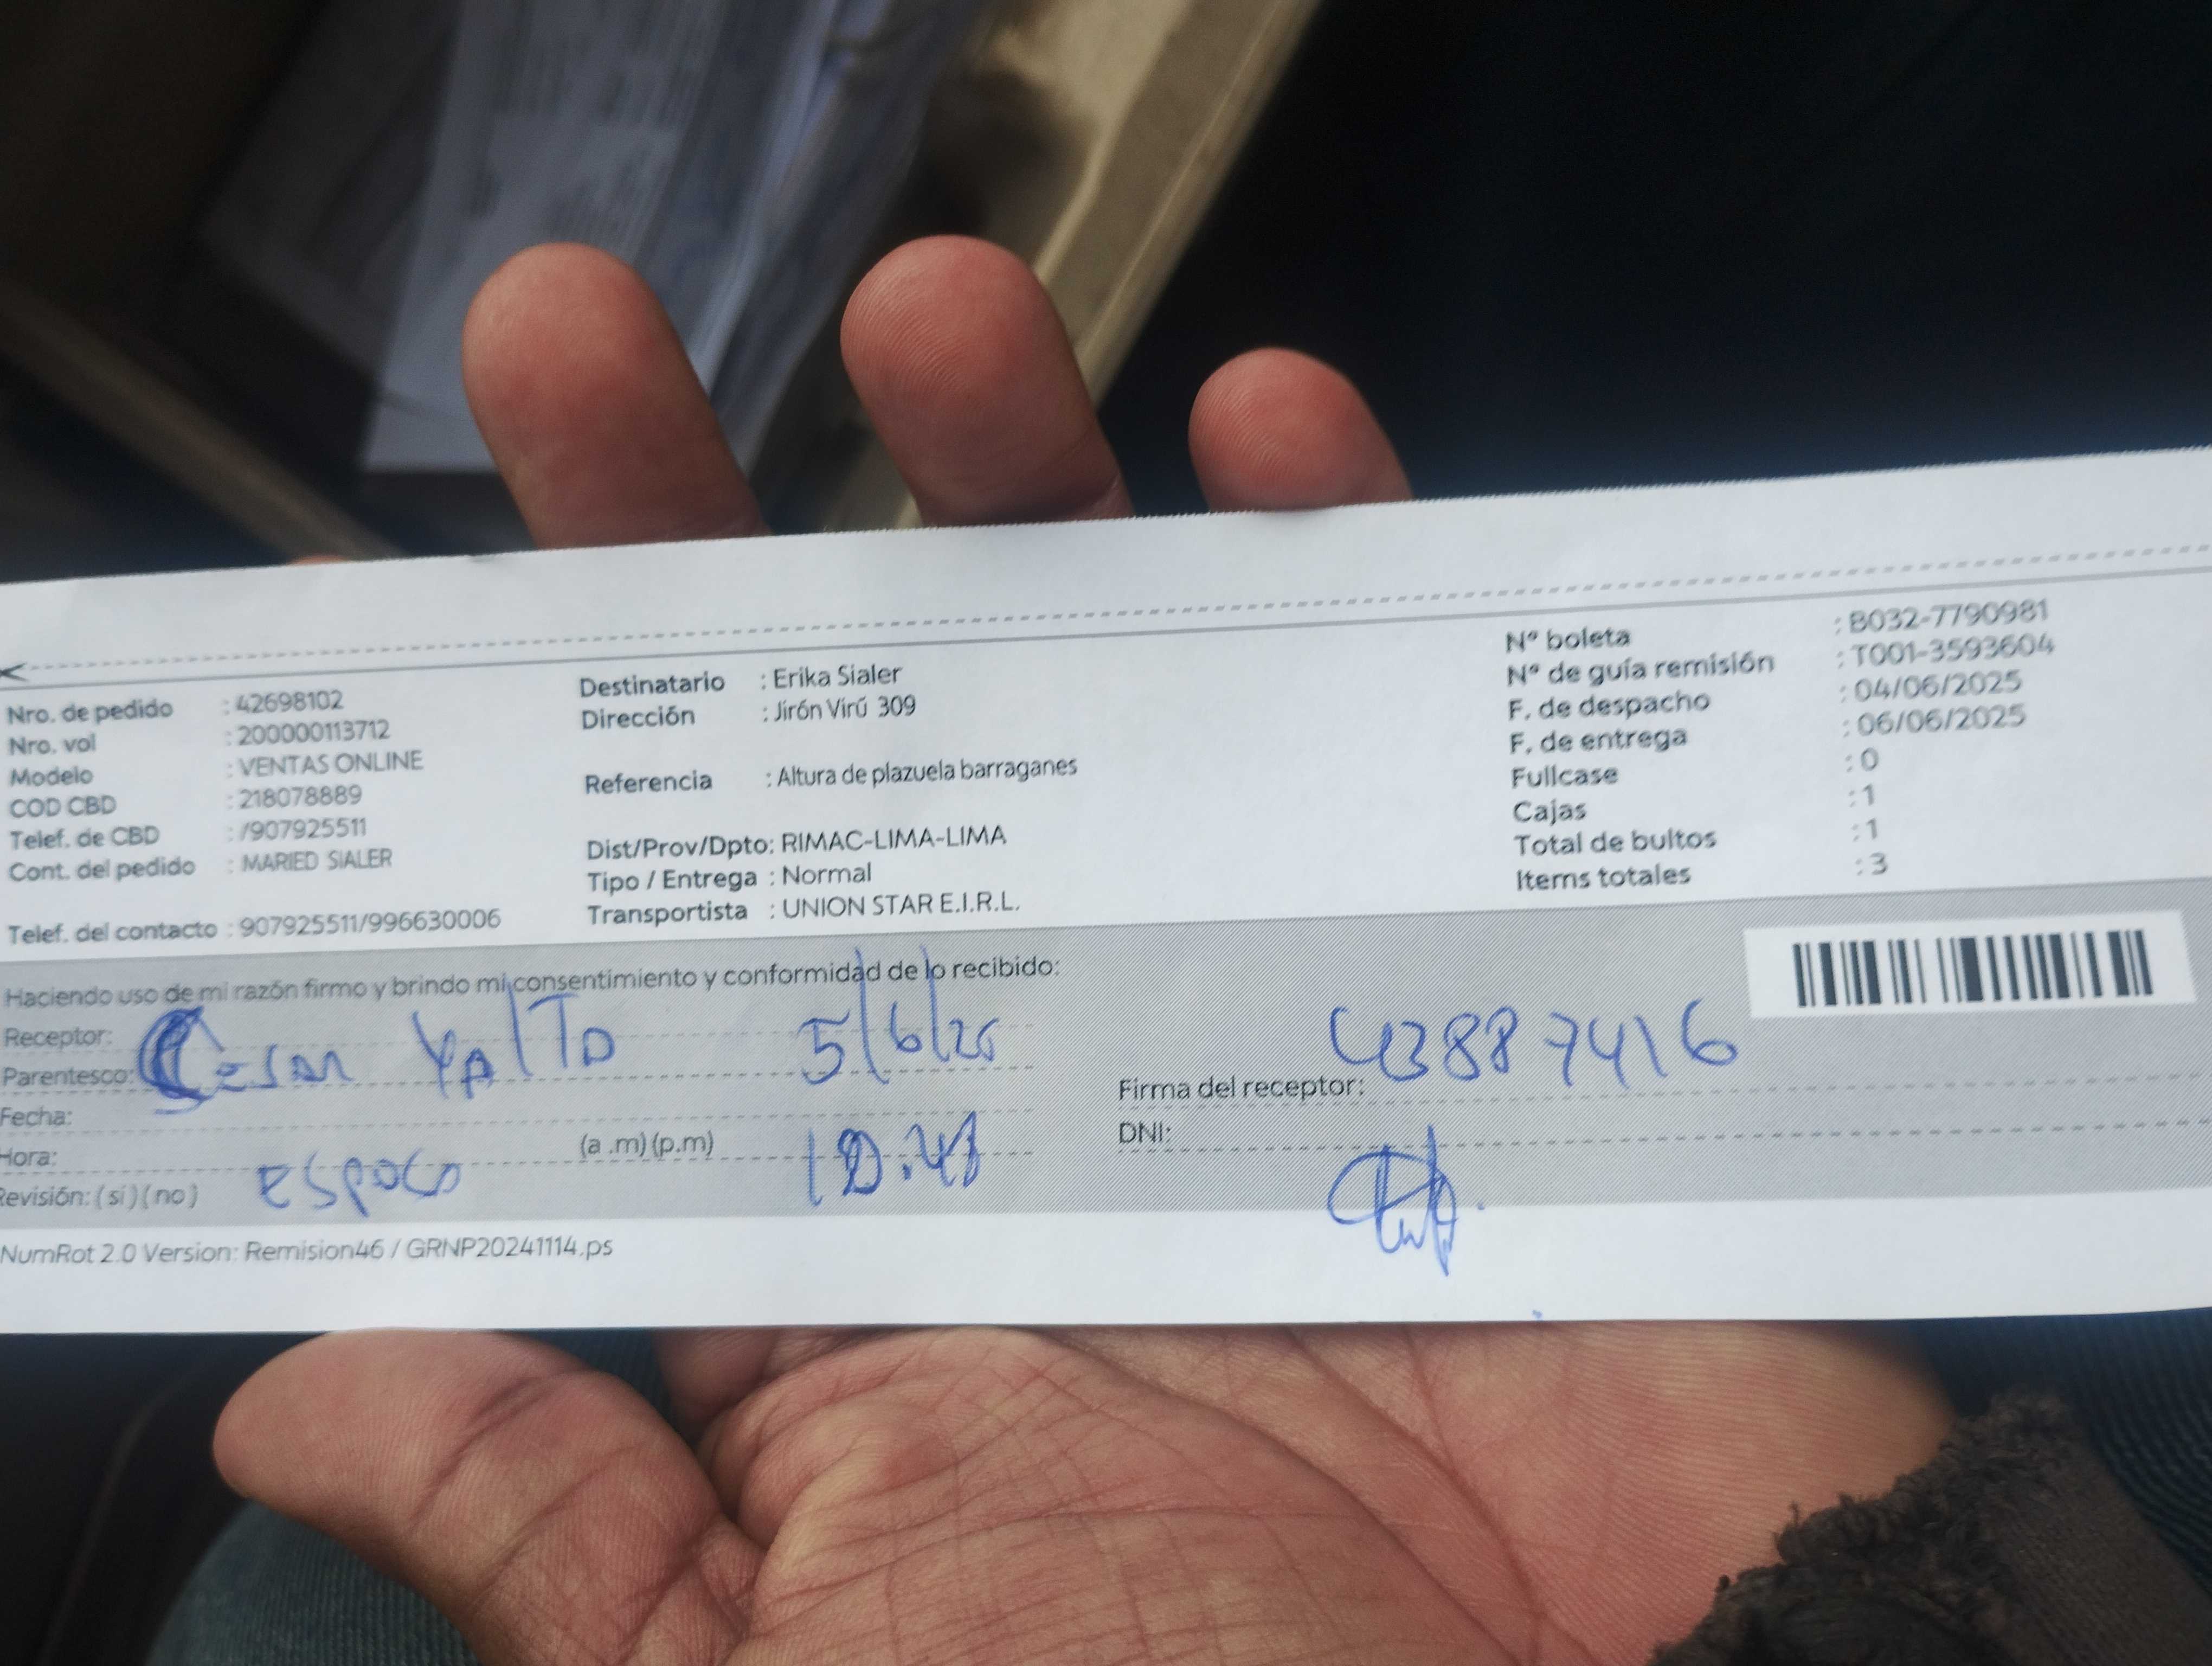 Nro. de pedido : 42698102
Nro. vol : 200000113712
Modelo : VENTAS ONLINE
COD CBD : 218078889
Telef. de CBD : /907925511
Cont. del pedido : MARIED SIALER
Telef. del contacto : 907925511/996630006
Destinatario : Erika Sialer
Dirección : Jirón Virú 309
Referencia : Altura de plazuela barraganes
Dist/Prov/Dpto: RIMAC-LIMA-LIMA
Tipo / Entrega : Normal
Transportista : UNION STAR E.I.R.L.
Nº boleta : B032-7790981
Nº de guía remisión : T001-3593604
F. de despacho : 04/06/2025
F. de entrega : 06/06/2025
Fullcase : 0
Cajas : 1
Total de bultos : 1
Items totales : 3
Haciendo uso de mi razón firmo y brindo mi consentimiento y conformidad de lo recibido:
Receptor:
Parentesco: Cesar 5/6/25
Fecha:
Hora: (a .m) (p.m)
Revisión: (si) (no) esposo
43887416
Firma del receptor:
DNI:
NumRot 2.0 Version: Remision46 / GRNP20241114.ps